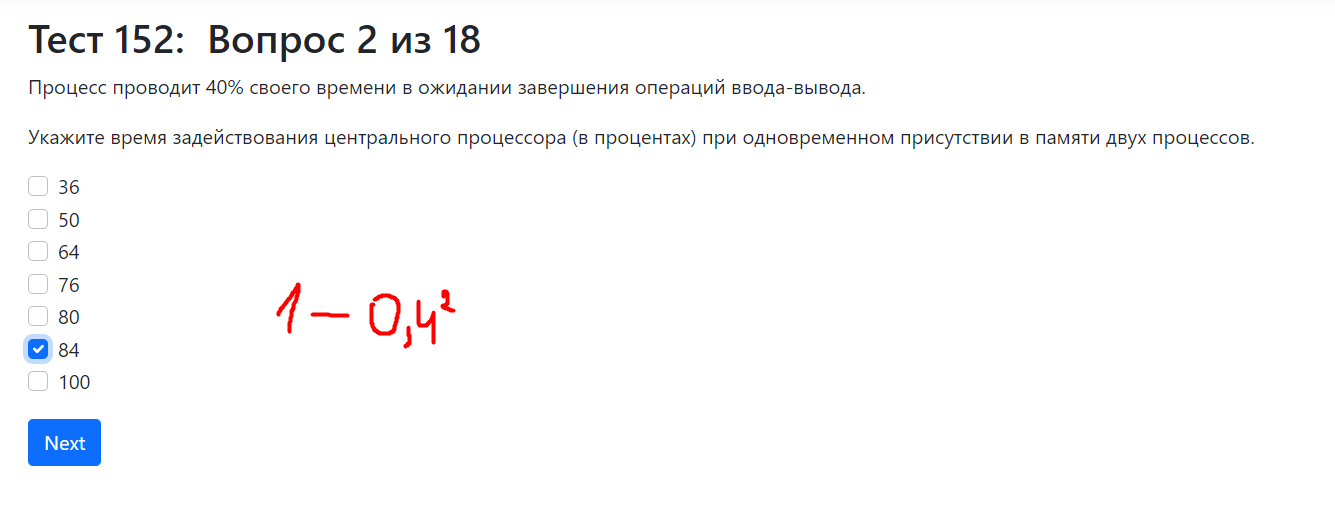 Тест 152: Вопрос 2 из 18
Процесс проводит 40% своего времени в ожидании завершения операций ввода-вывода.
Укажите время задействования центрального процессора (в процентах) при одновременном присутствии в памяти двух процессов.
36
50
64
76
80
84
100
1-0,4²
Next